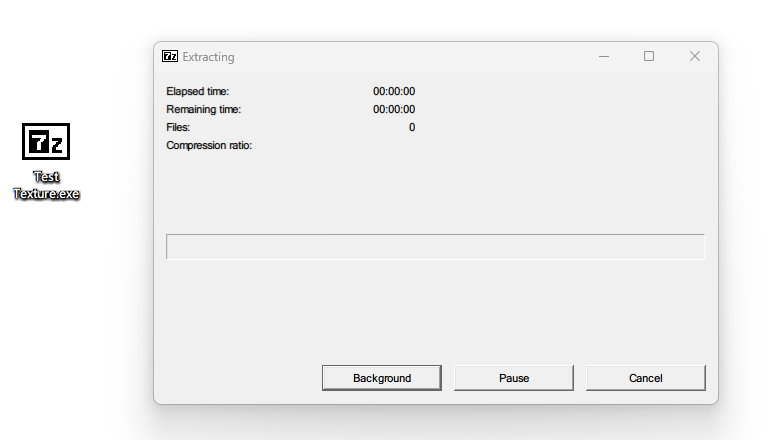 7z Extracting
Elapsed time: 00:00:00
Remaining time: 00:00:00
Files: 0
Compression ratio:
7z
Test
Texture.exe
Background Pause Cancel